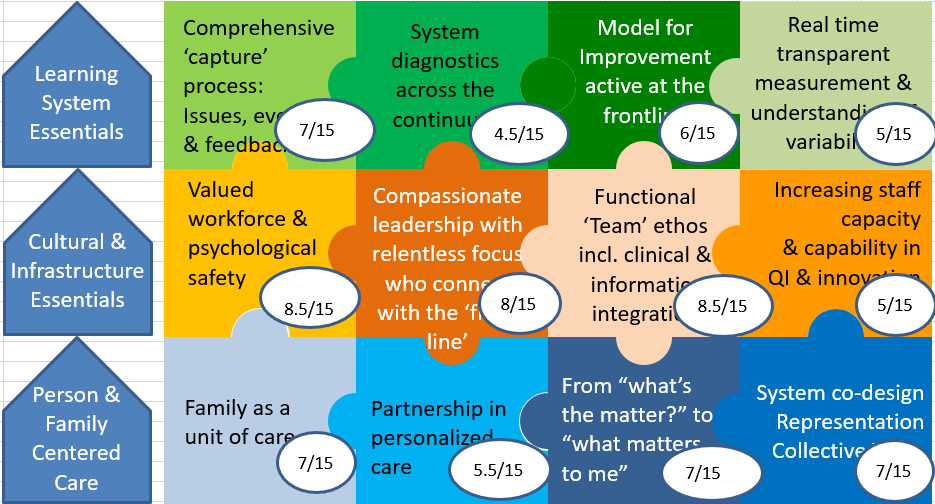 Learning
System
Essentials
Comprehensive
‘capture’
process:
Issues,
& feedback
7/15
System
diagnostics
across the
4.5/15
Model for
Improvement
active at the
6/15
Real time
transparent
measurement &
5/15
Cultural &
Infrastructure
Essentials
Valued
workforce &
psychological
safety
8.5/15
Compassionate
leadership with
relentless focus
who
with the
line’
8/15
Functional
‘Team’ ethos
incl. clinical &
8.5/15
Increasing staff
capacity
& capability in
QI & innovation
5/15
Person &
Family
Centered
Care
Family as a
unit of care
7/15
Partnership in
personalized
care
5.5/15
From “what’s
the matter?” to
“what matters
to me”
7/15
System co-design
Representation
Collective
7/15